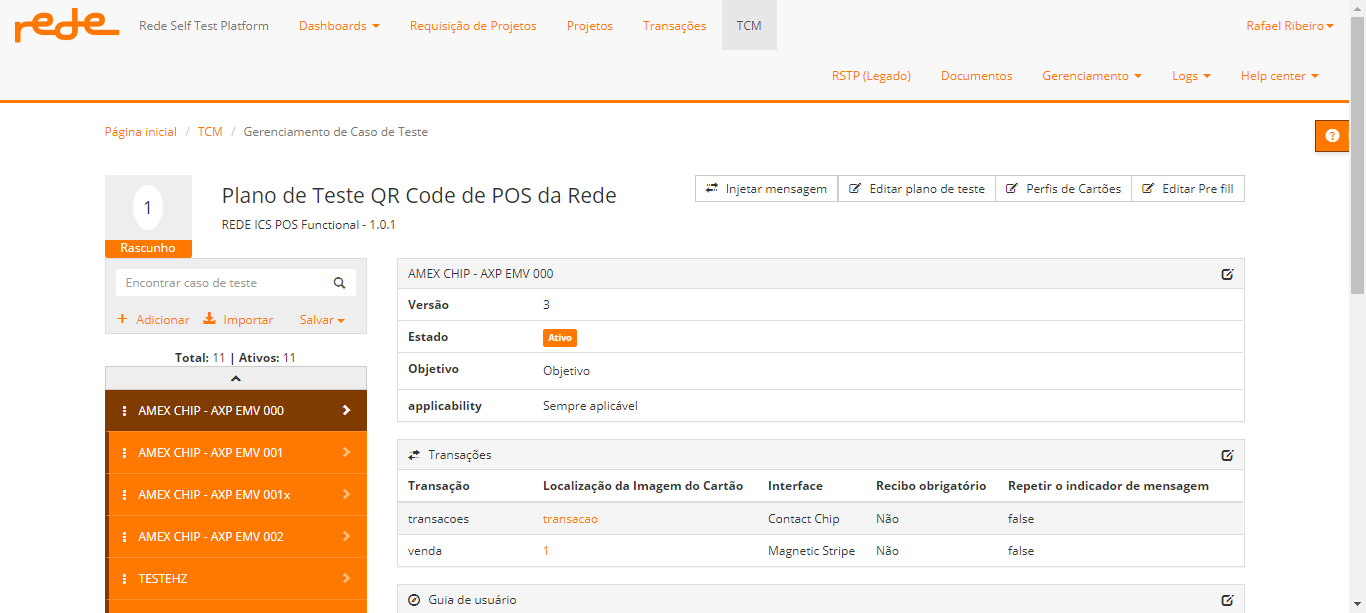 rede Rede Self Test Platform Dashboards Requisição de Projetos Projetos Transações TCM Rafael Ribeiro
RSTP (Legado) Documentos Gerenciamento Logs Help center
Página inicial / TCM / Gerenciamento de Caso de Teste
1
Rascunho
Plano de Teste QR Code de POS da Rede
REDE ICS POS Functional - 1.0.1
Injetar mensagem Editar plano de teste Perfis de Cartões Editar Pre fill
Encontrar caso de teste
+ Adicionar Importar Salvar
Total: 11 | Ativos: 11
AMEX CHIP - AXP EMV 000
AMEX CHIP - AXP EMV 001
AMEX CHIP - AXP EMV 001x
AMEX CHIP - AXP EMV 002
TESTEHZ
AMEX CHIP - AXP EMV 000
Versão 3
Estado Ativo
Objetivo Objetivo
applicability Sempre aplicável
Transações
Transação Localização da Imagem do Cartão Interface Recibo obrigatório Repetir o indicador de mensagem
transacoes transacao Contact Chip Não false
venda 1 Magnetic Stripe Não false
Guia de usuário